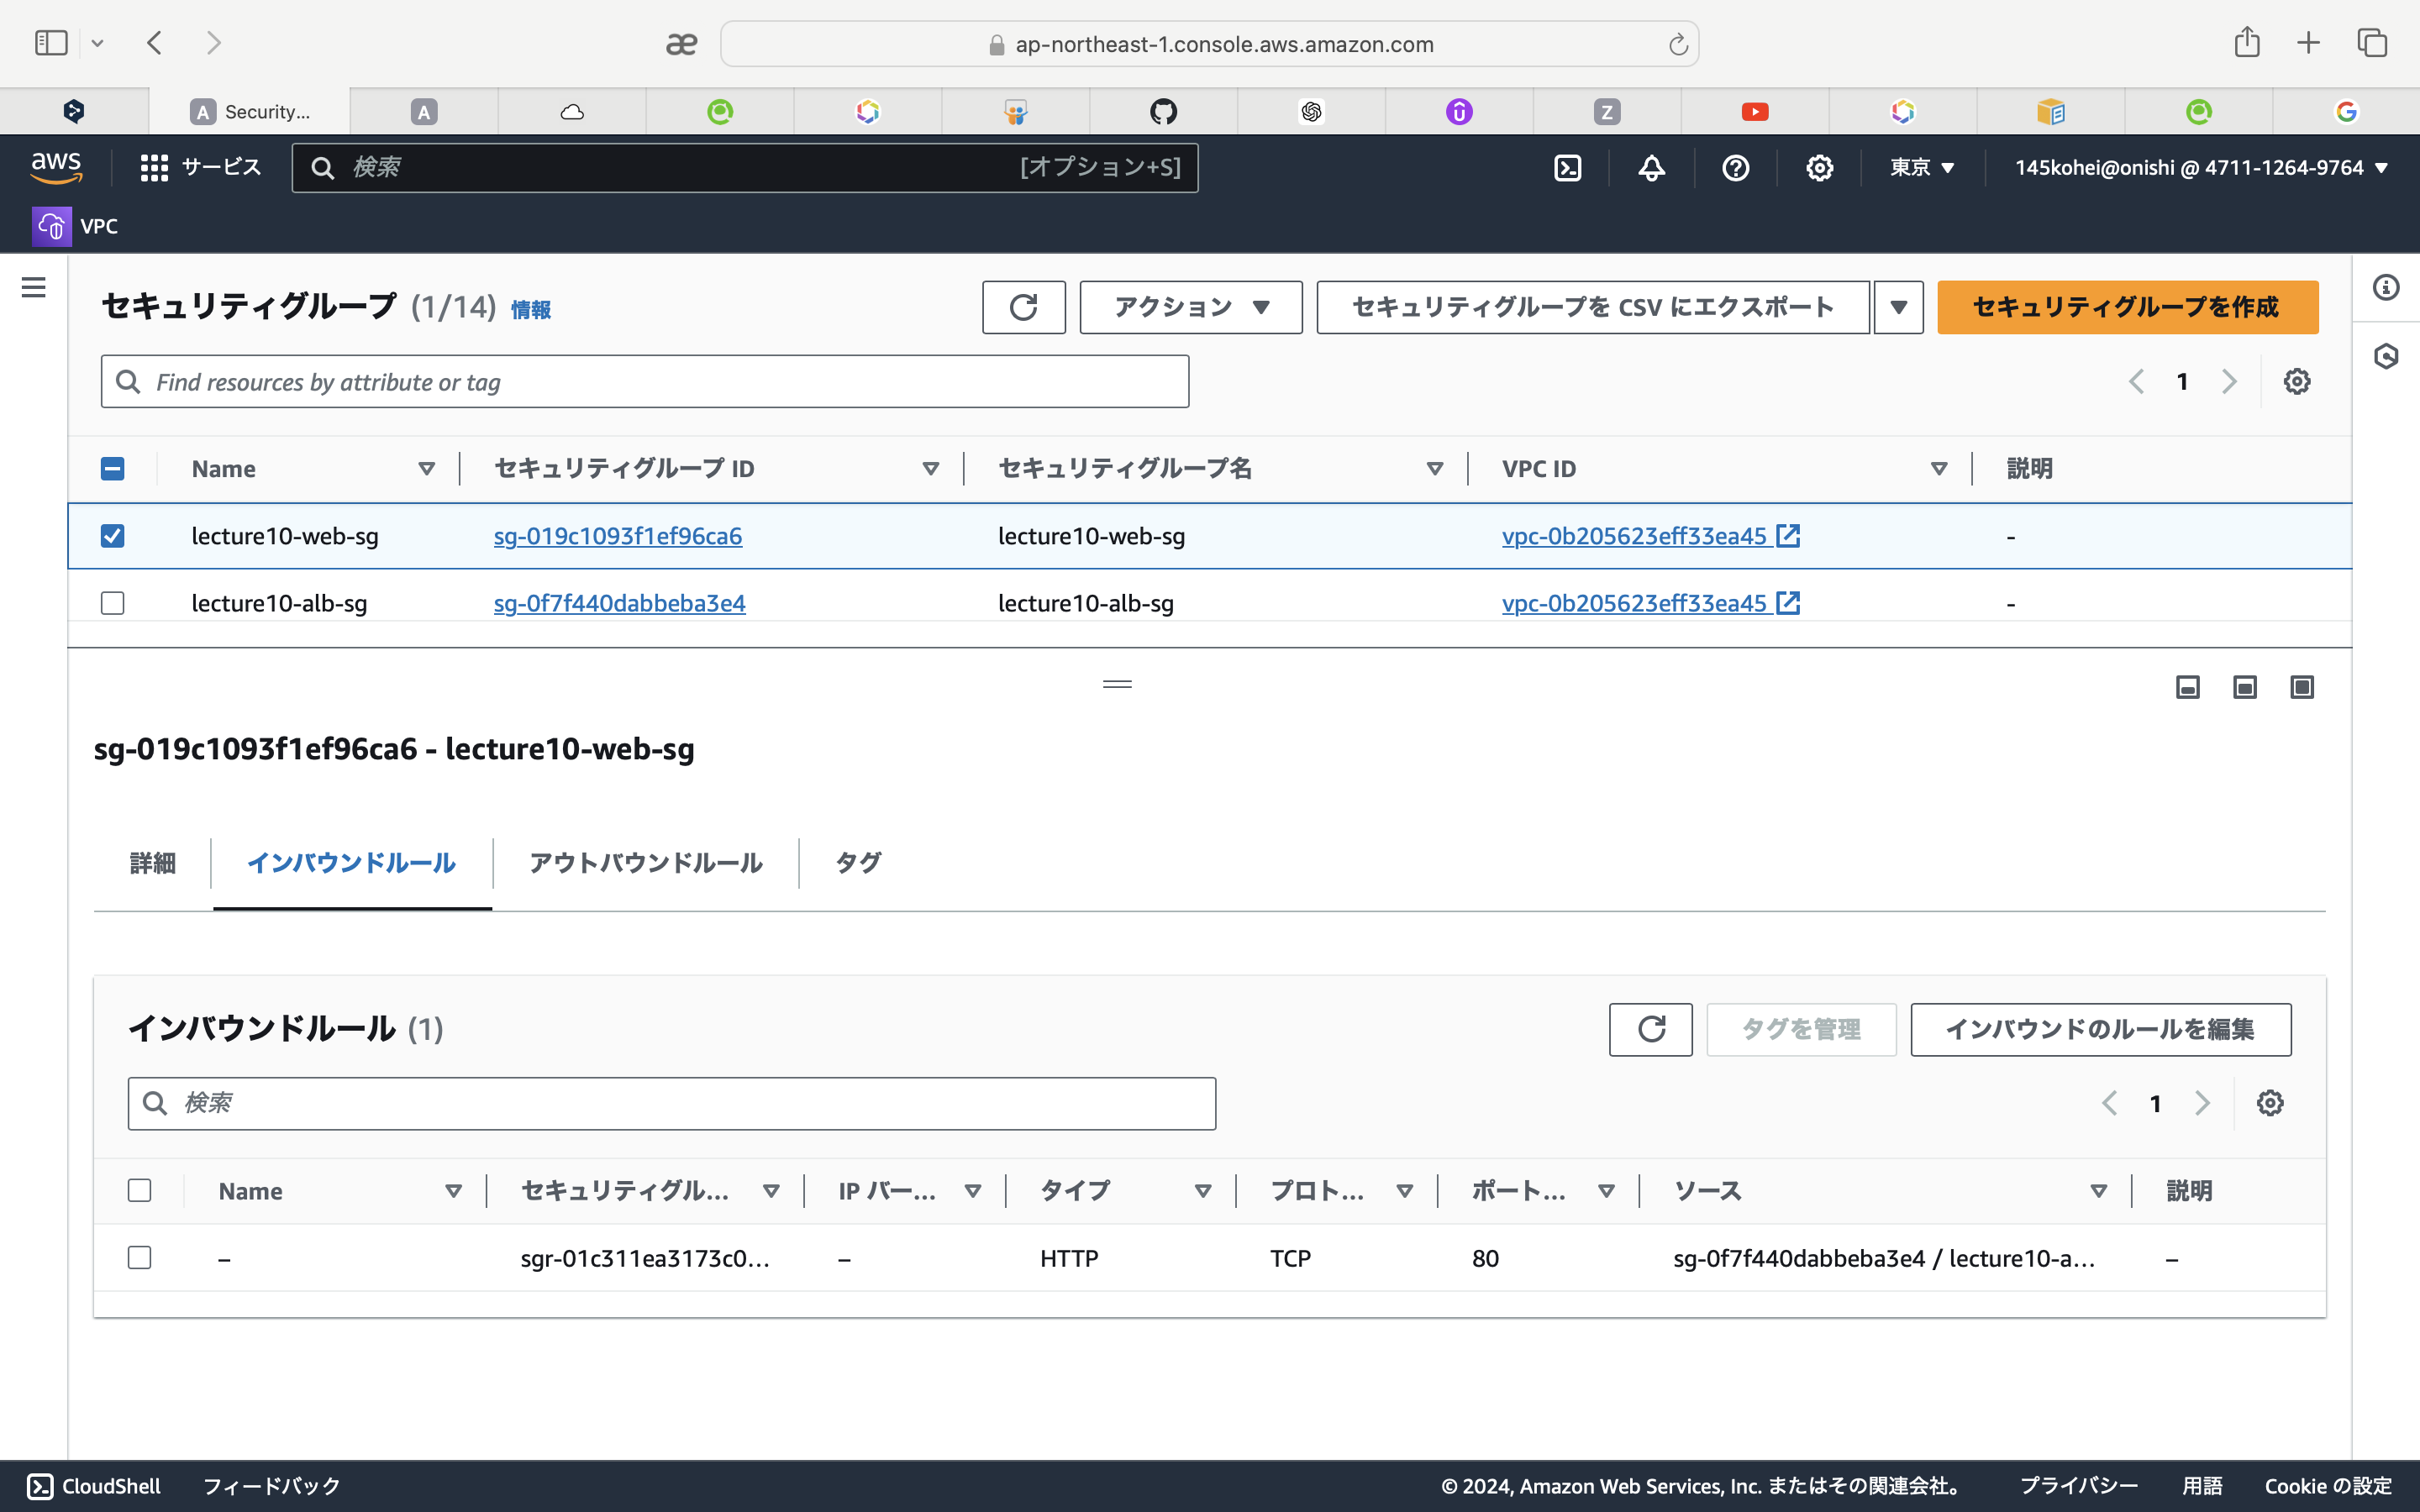 æ
ap-northeast-1.console.aws.amazon.com
A Security...
A
Z
aws
サービス
検索
[オプション+S]
東京
145kohei@onishi @ 4711-1264-9764
VPC
セキュリティグループ (1/14) 情報
アクション
セキュリティグループを CSV にエクスポート
セキュリティグループを作成
Find resources by attribute or tag
1
Name セキュリティグループ ID セキュリティグループ名 VPC ID 説明
lecture10-web-sg sg-019c1093f1ef96ca6 lecture10-web-sg vpc-0b205623eff33ea45 -
lecture10-alb-sg sg-0f7f440dabbeba3e4 lecture10-alb-sg vpc-0b205623eff33ea45 -
sg-019c1093f1ef96ca6 - lecture10-web-sg
詳細 インバウンドルール アウトバウンドルール タグ
インバウンドルール (1)
タグを管理
インバウンドのルールを編集
検索
1
Name セキュリティグル... IP バー... タイプ プロト... ポート... ソース 説明
– sgr-01c311ea3173c0... – HTTP TCP 80 sg-0f7f440dabbeba3e4 / lecture10-a... –
CloudShell フィードバック
© 2024, Amazon Web Services, Inc. またはその関連会社。 プライバシー 用語 Cookie の設定